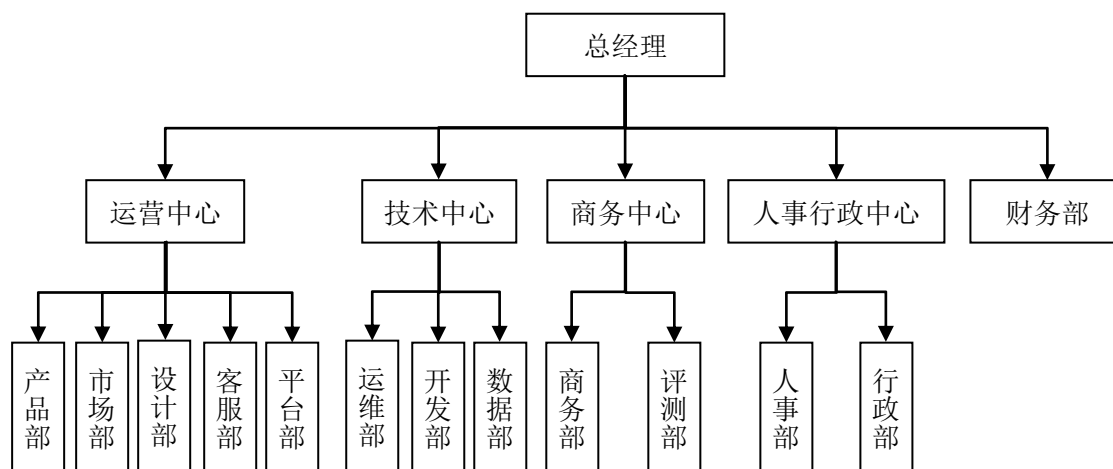 总经理
运营中心
技术中心
商务中心
人事行政中心
财务部
产品部
市场部
设计部
客服部
平台部
运维部
开发部
数据部
商务部
评测部
人事部
行政部